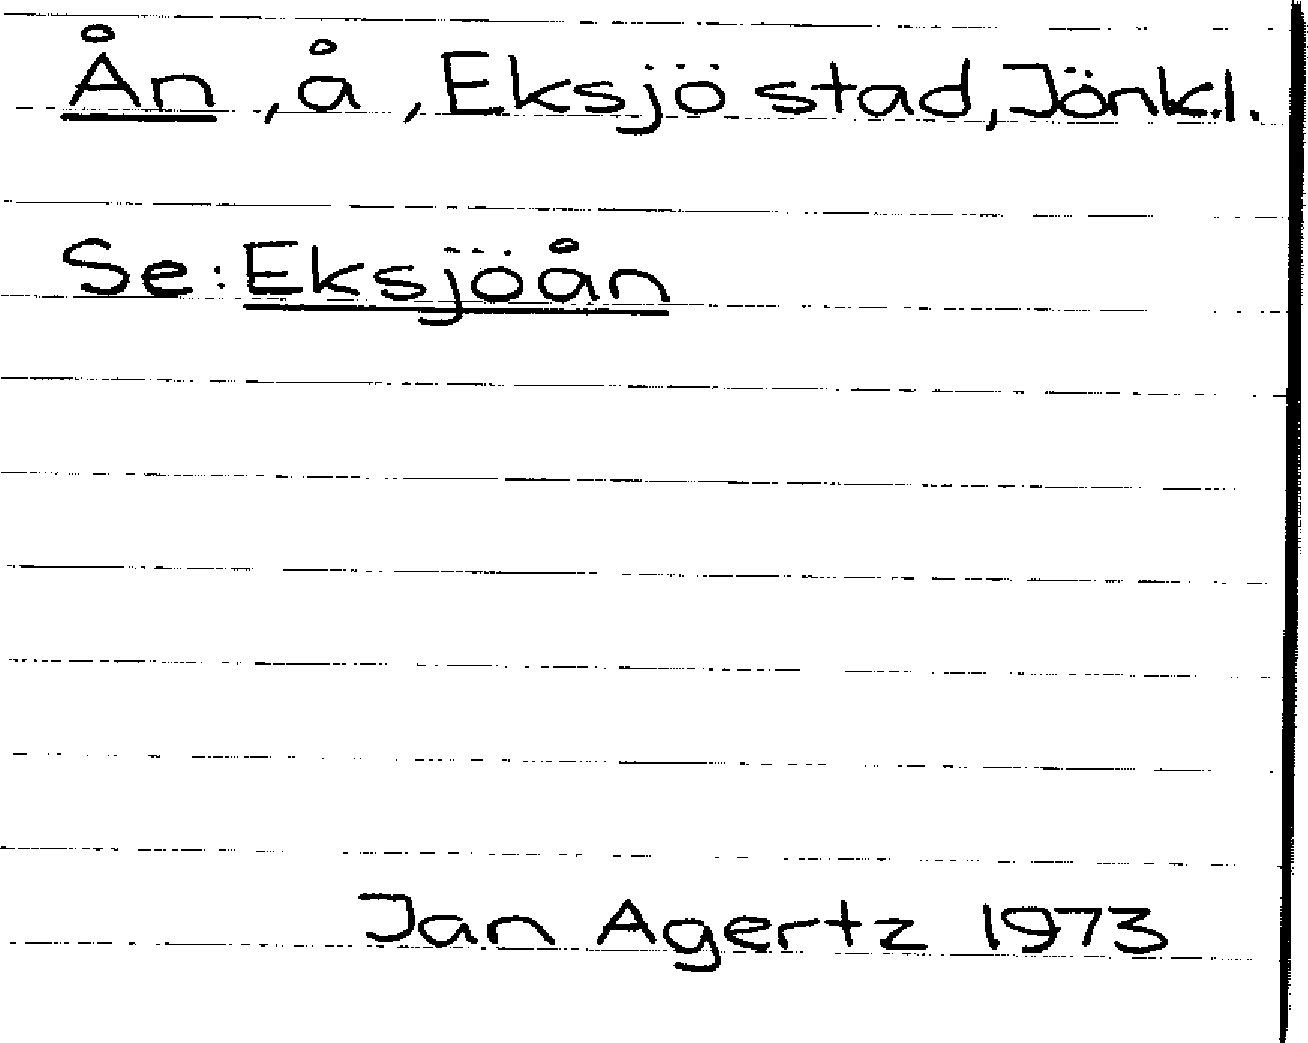 Ån, å, Eksjö stad, Jönk.l.
Se: Eksjöån
Jan Agertz 1973